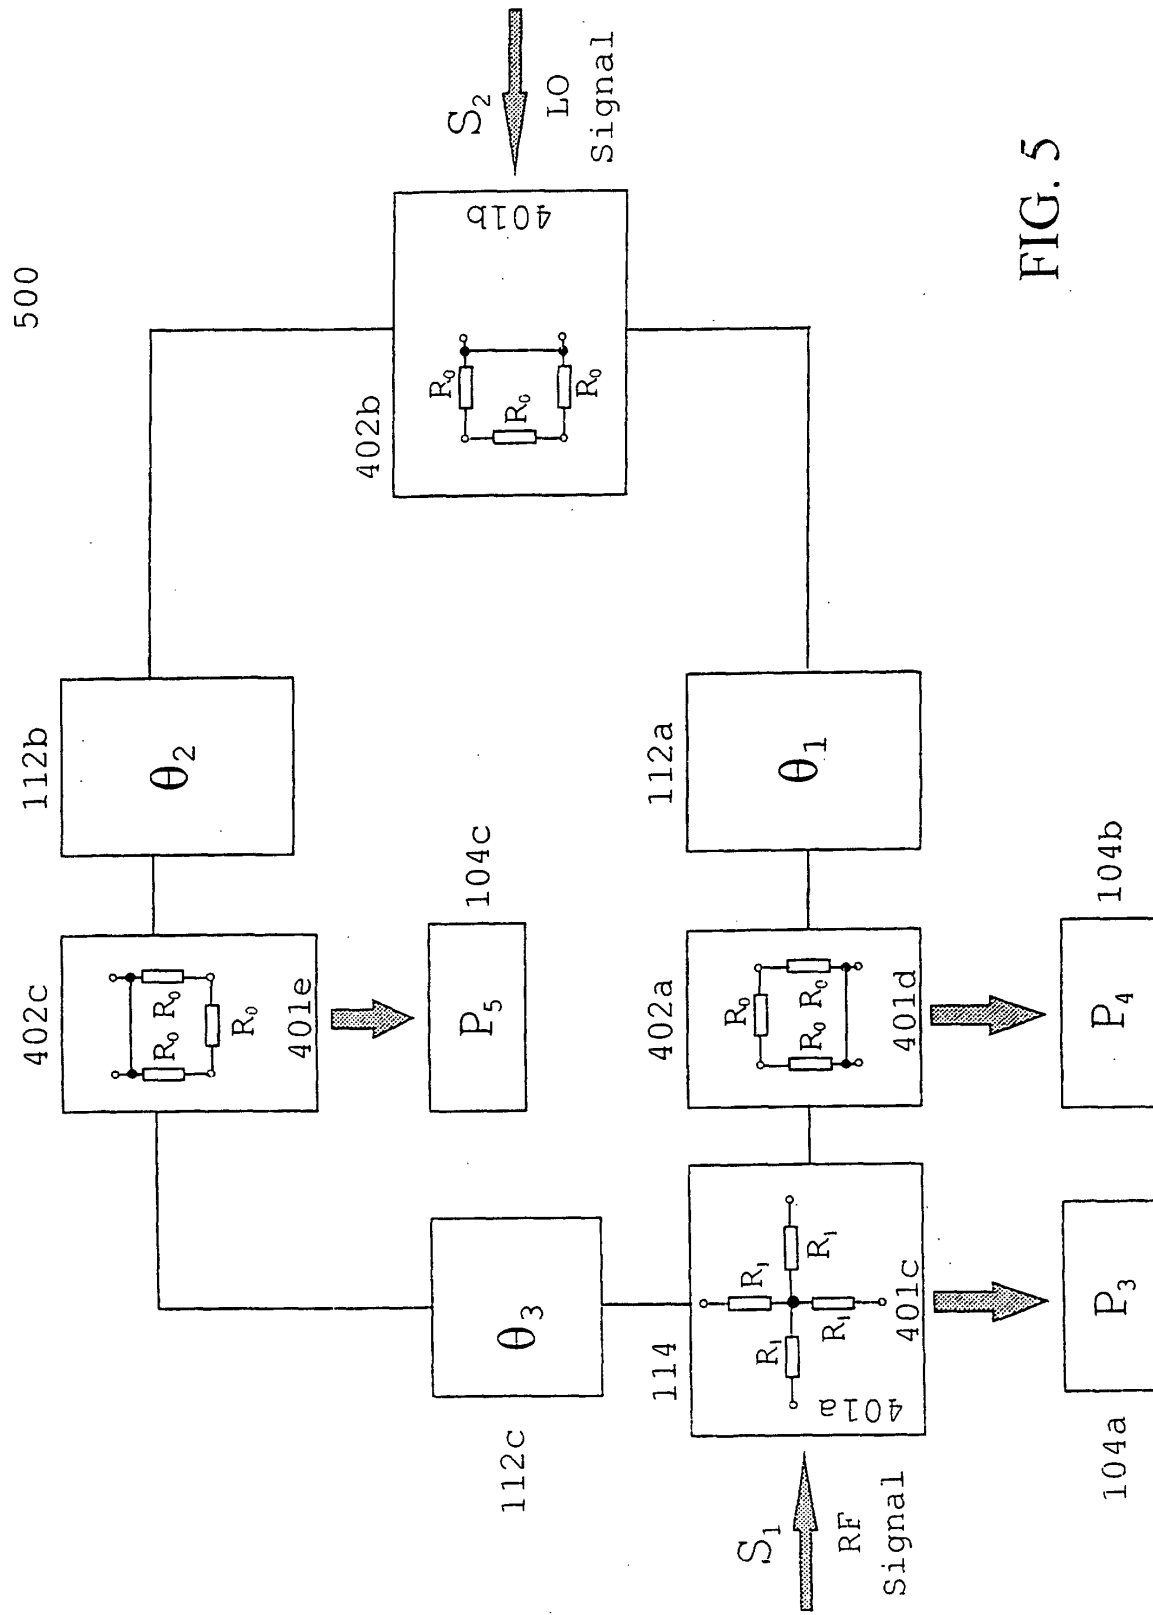 500
112b
θ2
402c
R0
R0
R0
401e
104c
P5
112c
θ3
402b
R0
R0
R0
401b
S2
LO
Signal
112a
θ1
402a
R0
R0
R0
401d
104b
P4
114
R1
R1
R1
R1
401a
401c
104a
P3
S1
RF
Signal
FIG. 5